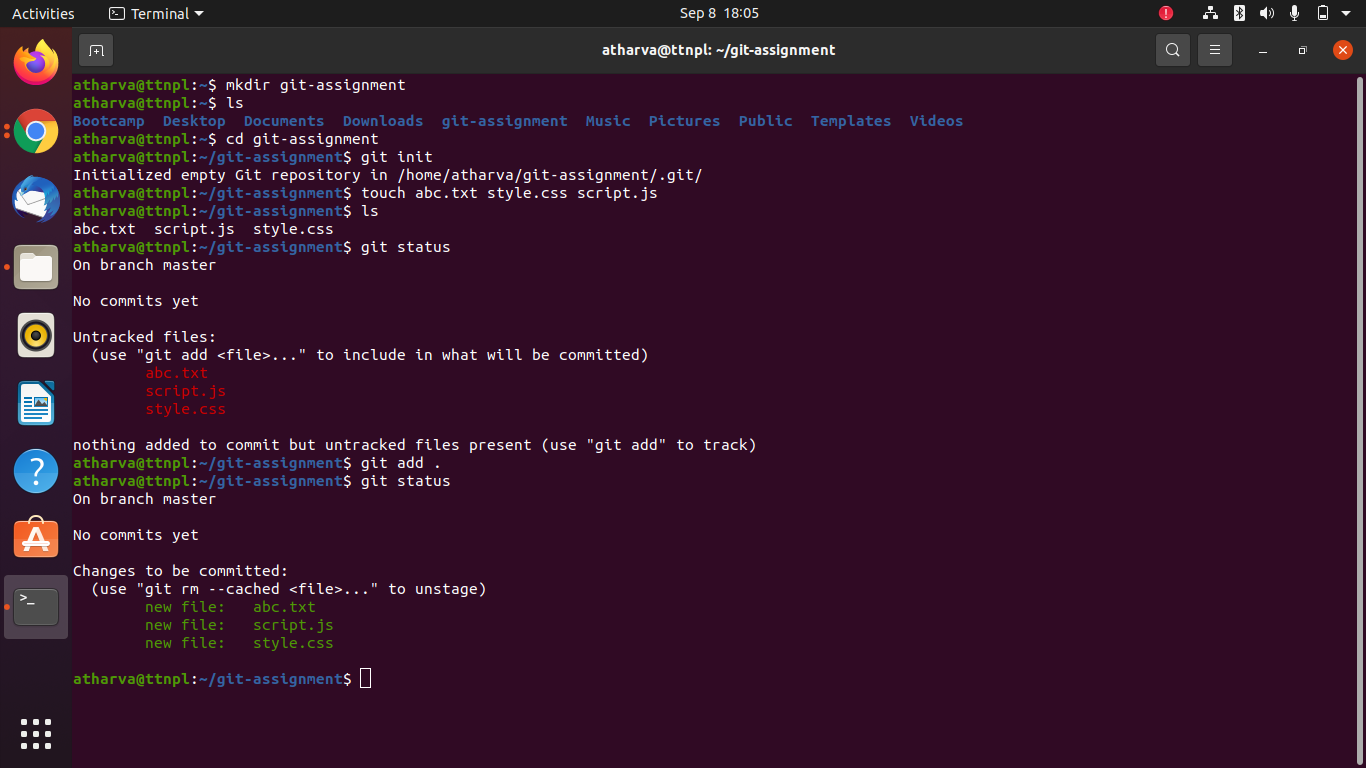 Activities Terminal Sep 8 18:05
atharva@ttnpl: ~/git-assignment
atharva@ttnpl:~$ mkdir git-assignment
atharva@ttnpl:~$ ls
Bootcamp  Desktop  Documents  Downloads  git-assignment  Music  Pictures  Public  Templates  Videos
atharva@ttnpl:~$ cd git-assignment
atharva@ttnpl:~/git-assignment$ git init
Initialized empty Git repository in /home/atharva/git-assignment/.git/
atharva@ttnpl:~/git-assignment$ touch abc.txt style.css script.js
atharva@ttnpl:~/git-assignment$ ls
abc.txt  script.js  style.css
atharva@ttnpl:~/git-assignment$ git status
On branch master
No commits yet
Untracked files:
  (use "git add <file>..." to include in what will be committed)
        abc.txt
        script.js
        style.css
nothing added to commit but untracked files present (use "git add" to track)
atharva@ttnpl:~/git-assignment$ git add .
atharva@ttnpl:~/git-assignment$ git status
On branch master
No commits yet
Changes to be committed:
  (use "git rm --cached <file>..." to unstage)
        new file:   abc.txt
        new file:   script.js
        new file:   style.css
atharva@ttnpl:~/git-assignment$